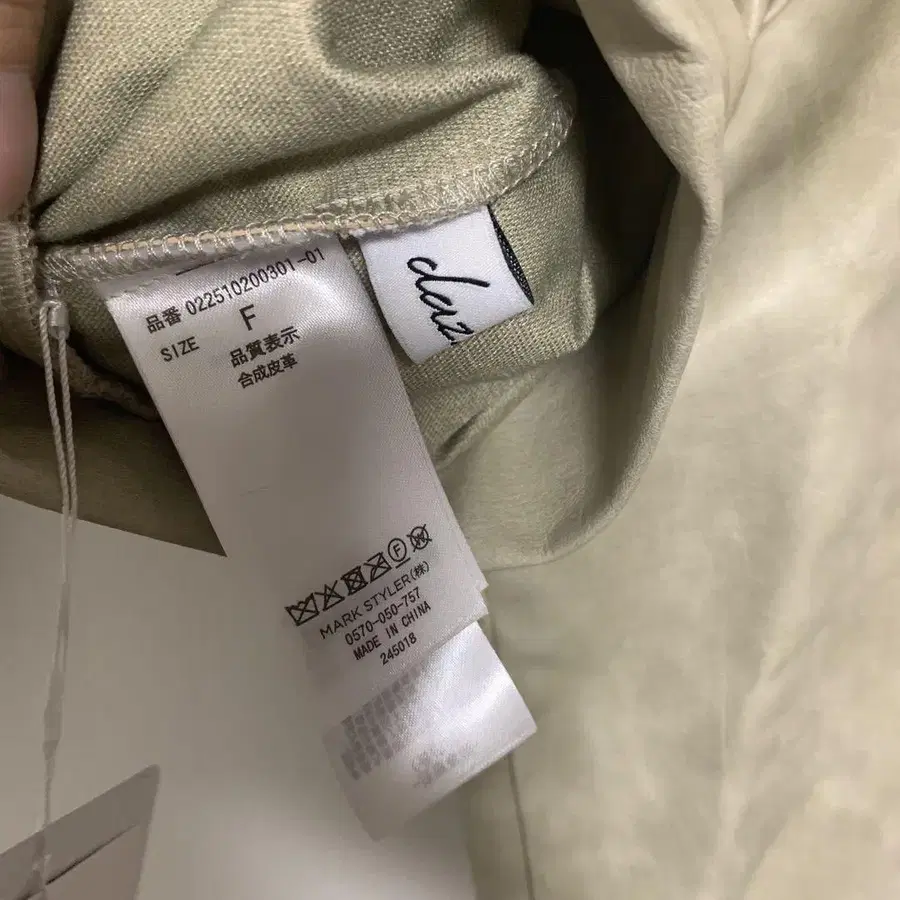 品番 022510200301-01
SIZE F
品質表示
合成皮革
MARK STYLER(株)
0570-050-757
MADE IN CHINA
245018
daz